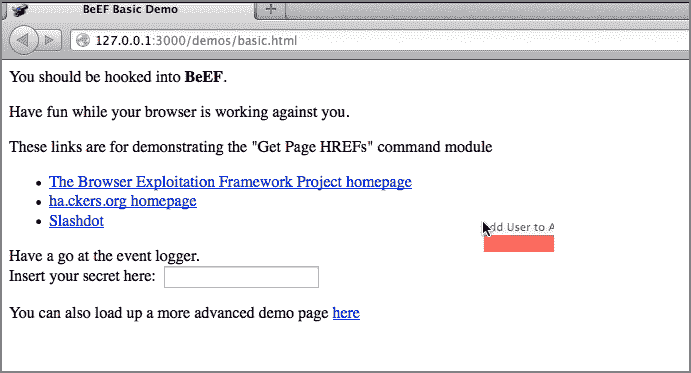 BeEF Basic Demo
127.0.0.1:3000/demos/basic.html
You should be hooked into BeEF.
Have fun while your browser is working against you.
These links are for demonstrating the "Get Page HREFs" command module
The Browser Exploitation Framework Project homepage
ha.ckers.org homepage
Slashdot
dd User to A
Have a go at the event logger.
Insert your secret here:
You can also load up a more advanced demo page here